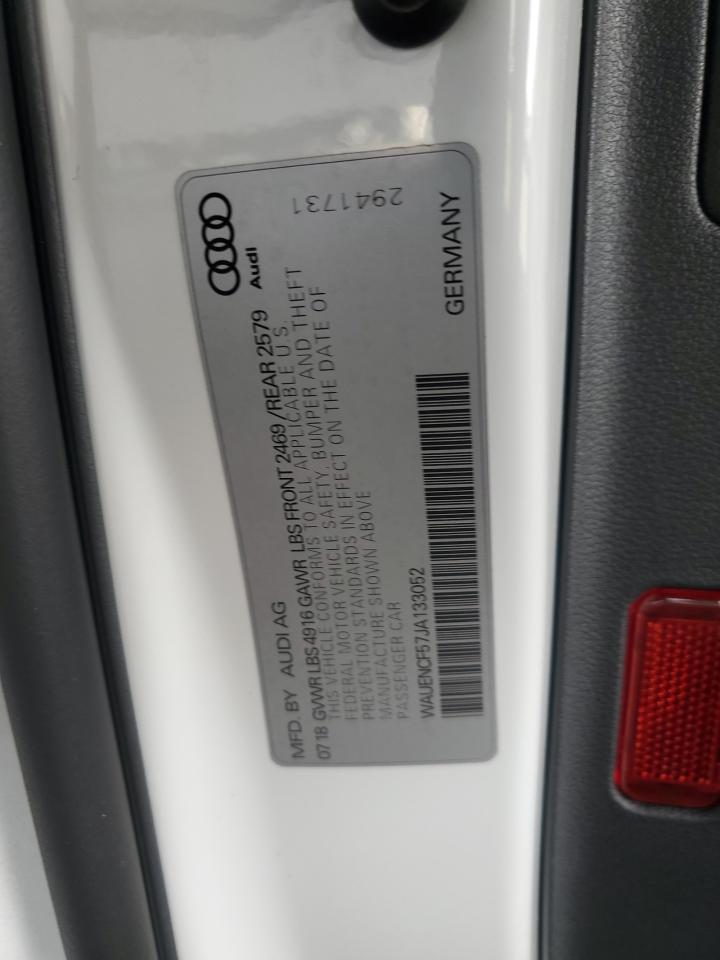 MFD. BY AUDI AG
Audi
07 18 GVWR LBS 4916 GAWR LBS FRONT 2469 /REAR 2579
THIS VEHICLE CONFORMS TO ALL APPLICABLE U.S.
FEDERAL MOTOR VEHICLE SAFETY, BUMPER AND THEFT
PREVENTION STANDARDS IN EFFECT ON THE DATE OF
MANUFACTURE SHOWN ABOVE
PASSENGER CAR
2941731
WAUENCF57JA133052
GERMANY